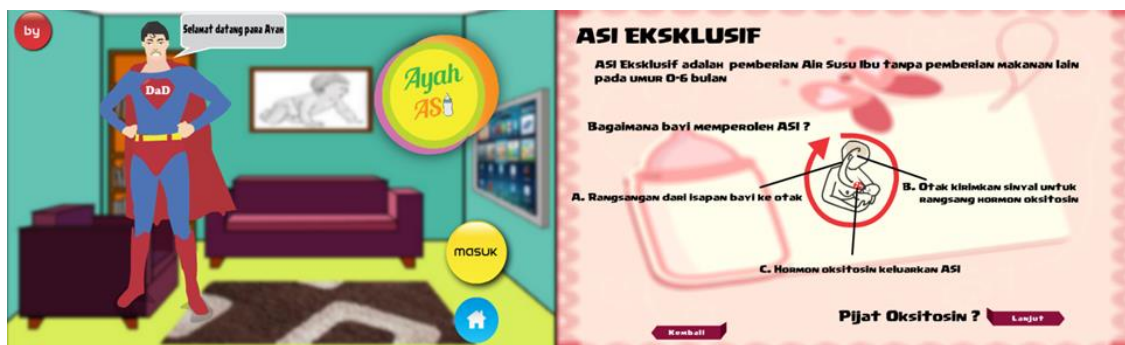 by
Selamat datang para Ayah
DaD
Ayah
ASI
masuk
ASI EKSKLUSIF
ASI Eksklusif adalah pemberian Air Susu Ibu tanpa pemberian makanan lain
pada umur 0-6 bulan
Bagaimana bayi memperoleh ASI ?
A. Rangsangan dari isapan bayi ke otak
B. Otak kirimkan sinyal untuk
rangsang hormon oksitosin
C. Hormon oksitosin keluarkan ASI
Pijat Oksitosin ?
Lanjut
Kembali